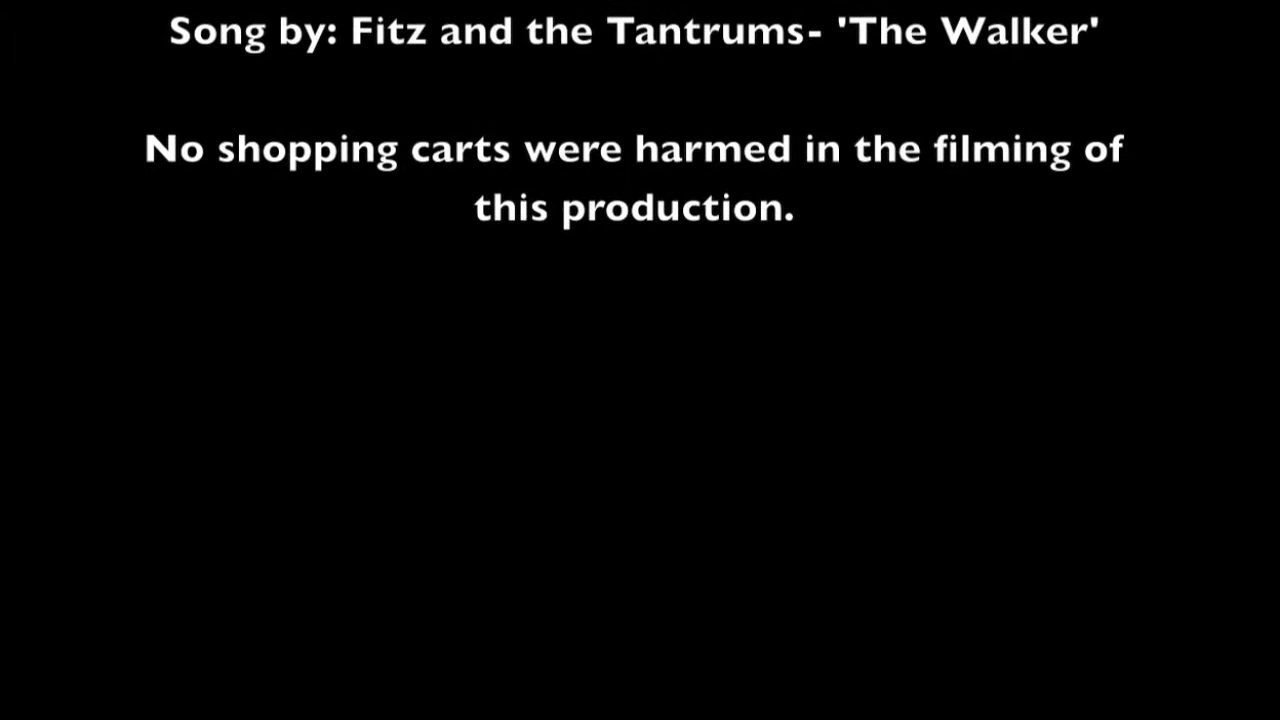 Song by: Fitz and the Tantrums- 'The Walker'
No shopping carts were harmed in the filming of
this production.